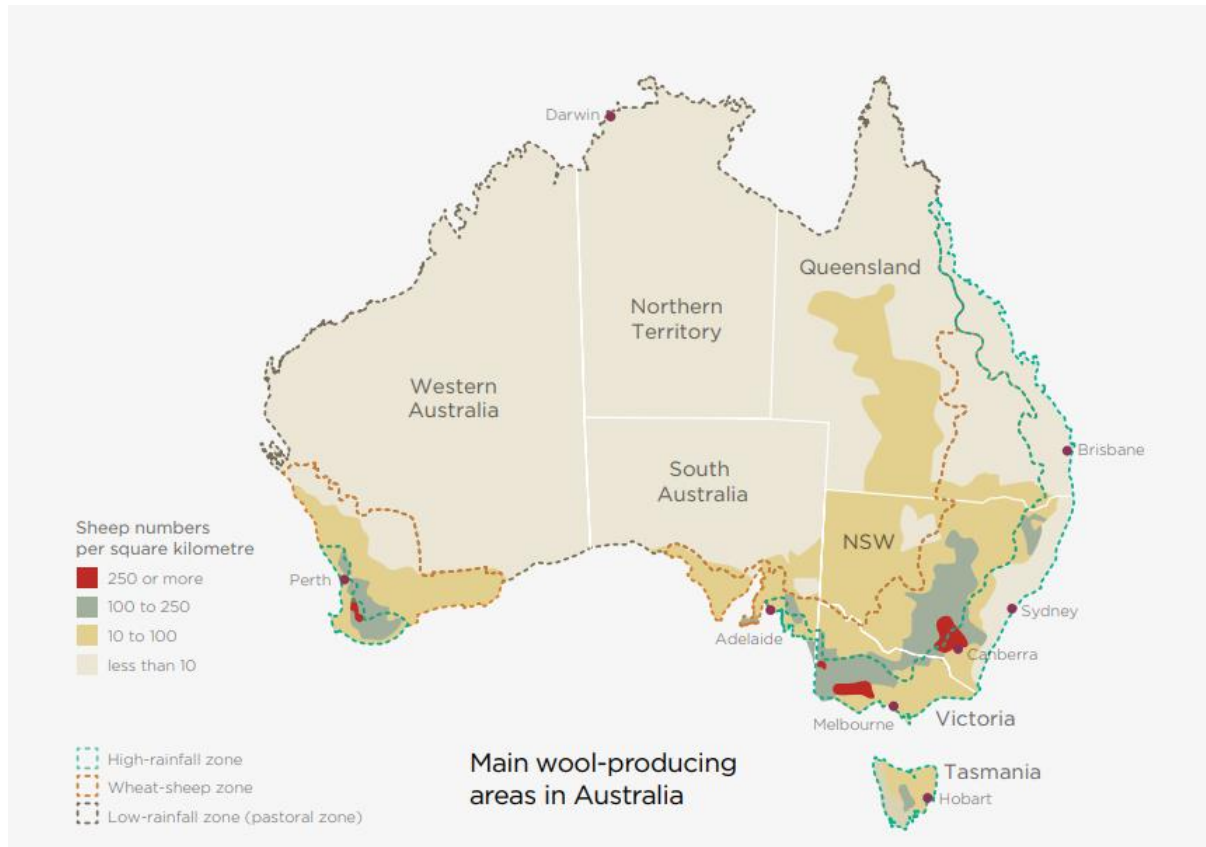 Darwin
Queensland
Northern
Territory
Western
Australia
Brisbane
South
Australia
Sheep numbers
per square kilometre
250 or more
100 to 250
10 to 100
less than 10
NSW
Perth
Adelaide
Sydney
Canberra
Melbourne
Victoria
High-rainfall zone
Wheat-sheep zone
Low-rainfall zone (pastoral zone)
Main wool-producing
areas in Australia
Tasmania
Hobart